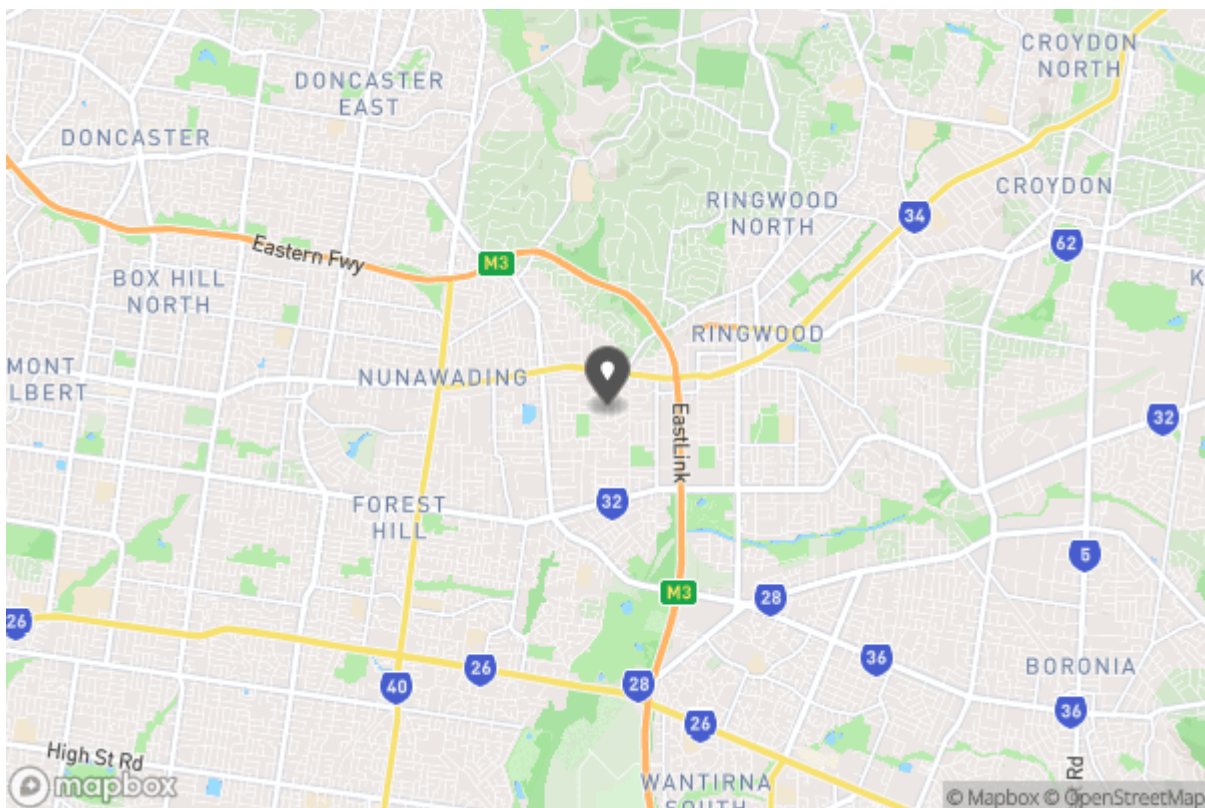 CROYDON
NORTH
DONCASTER
EAST
DONCASTER
CROYDON
RINGWOOD
NORTH
34
62
Eastern Fwy
M3
BOX HILL
NORTH
K
RINGWOOD
MONT
LBERT
NUNAWADING
EastLink
32
FOREST
HILL
32
5
M3
28
26
36
26
40
28
BORONIA
36
26
High St Rd
WANTIRNA
SOUTH
Rd
mapbox
© Mapbox © OpenStreetMap